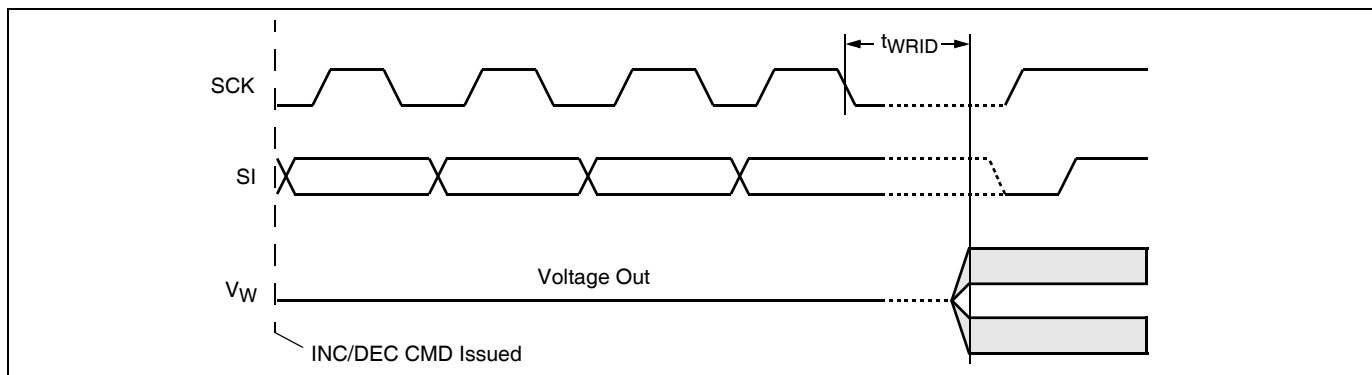 tWRID
SCK
SI
Voltage Out
VW
INC/DEC CMD Issued